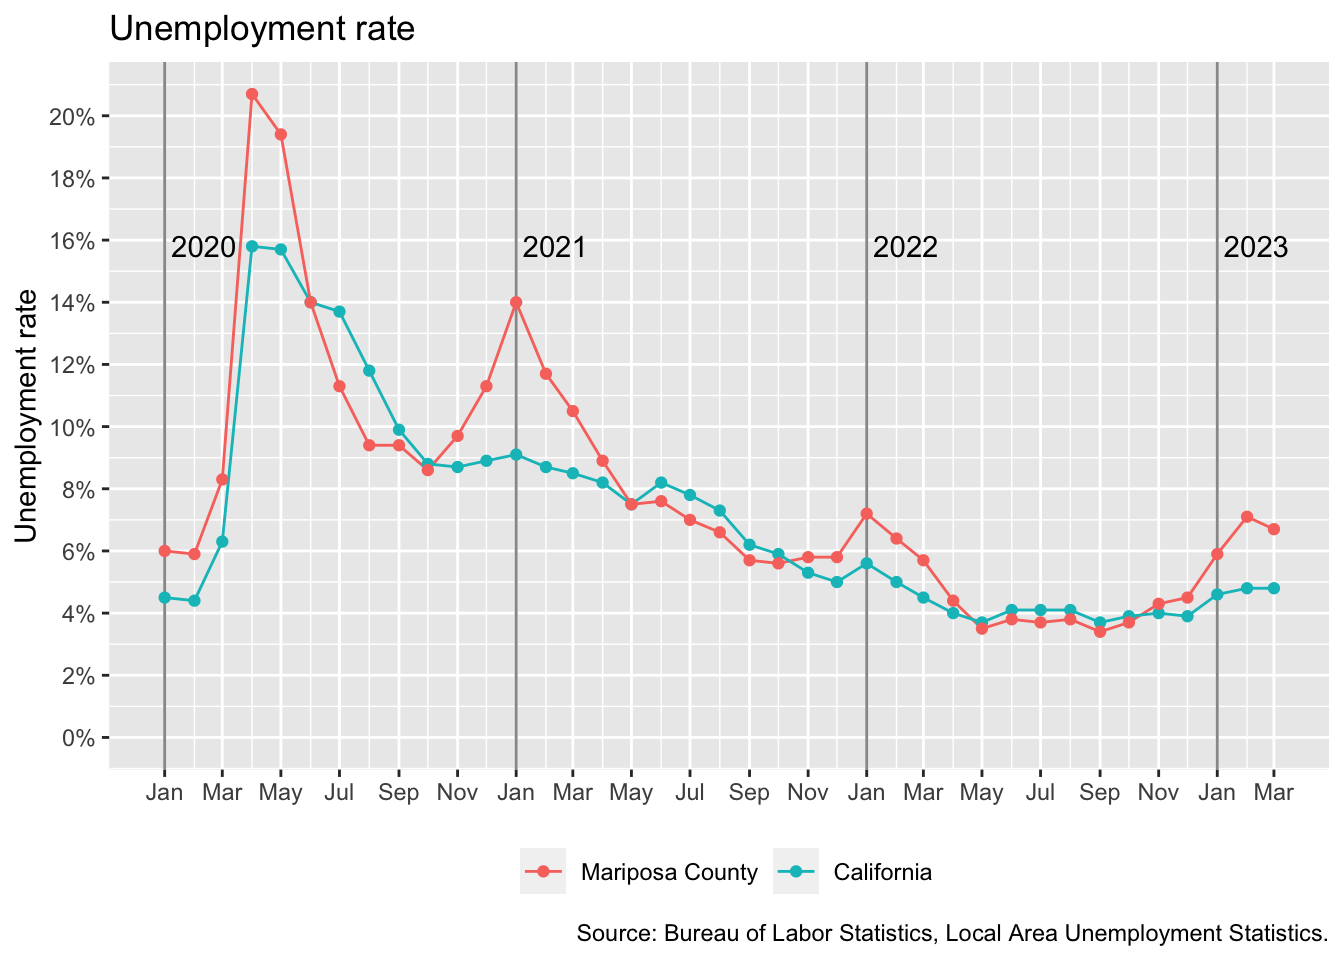 Unemployment rate
Unemployment rate
20%
18%
16%
14%
12%
10%
8%
6%
4%
2%
0%
2020 2021 2022 2023
Jan Mar May Jul Sep Nov Jan Mar May Jul Sep Nov Jan Mar May Jul Sep Nov Jan Mar
Mariposa County California
Source: Bureau of Labor Statistics, Local Area Unemployment Statistics.